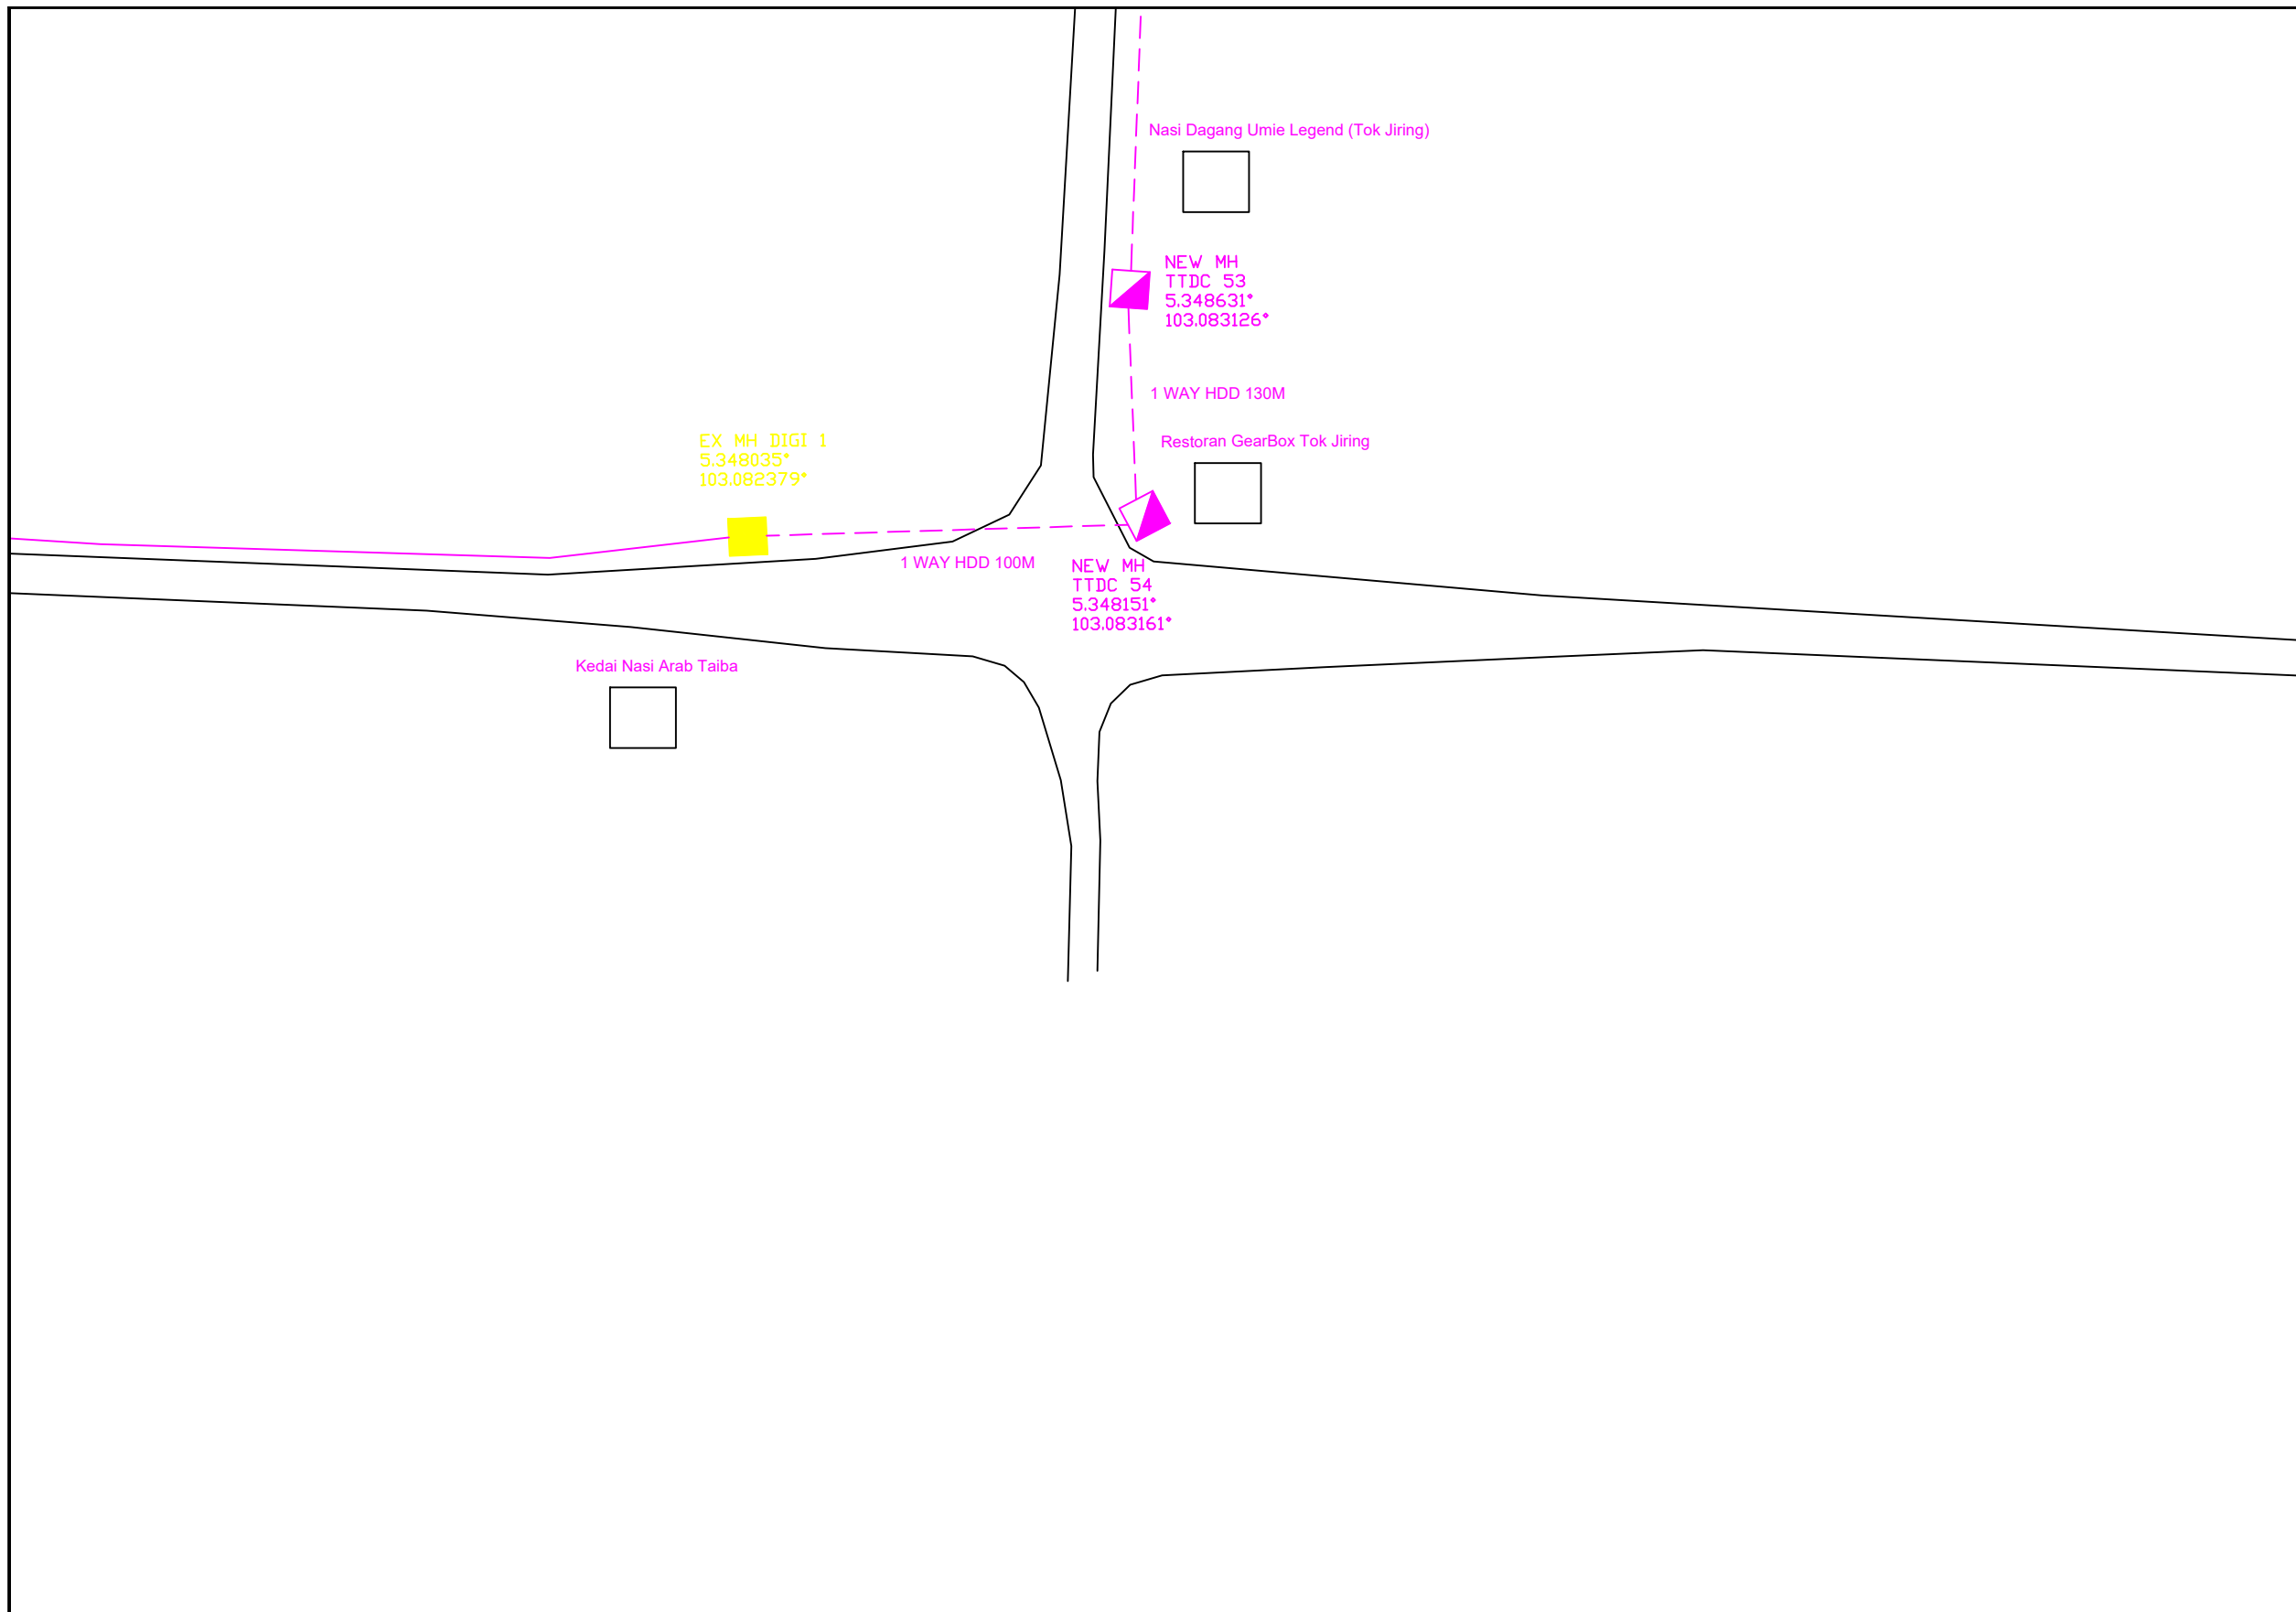 Nasi Dagang Umie Legend (Tok Jiring)
NEW MH
TTDC 53
5.348631°
103.083126°
1 WAY HDD 130M
Restoran GearBox Tok Jiring
EX MH DIGI 1
5.348035°
103.082379°
1 WAY HDD 100M
NEW MH
TTDC 54
5.348151°
103.083161°
Kedai Nasi Arab Taiba